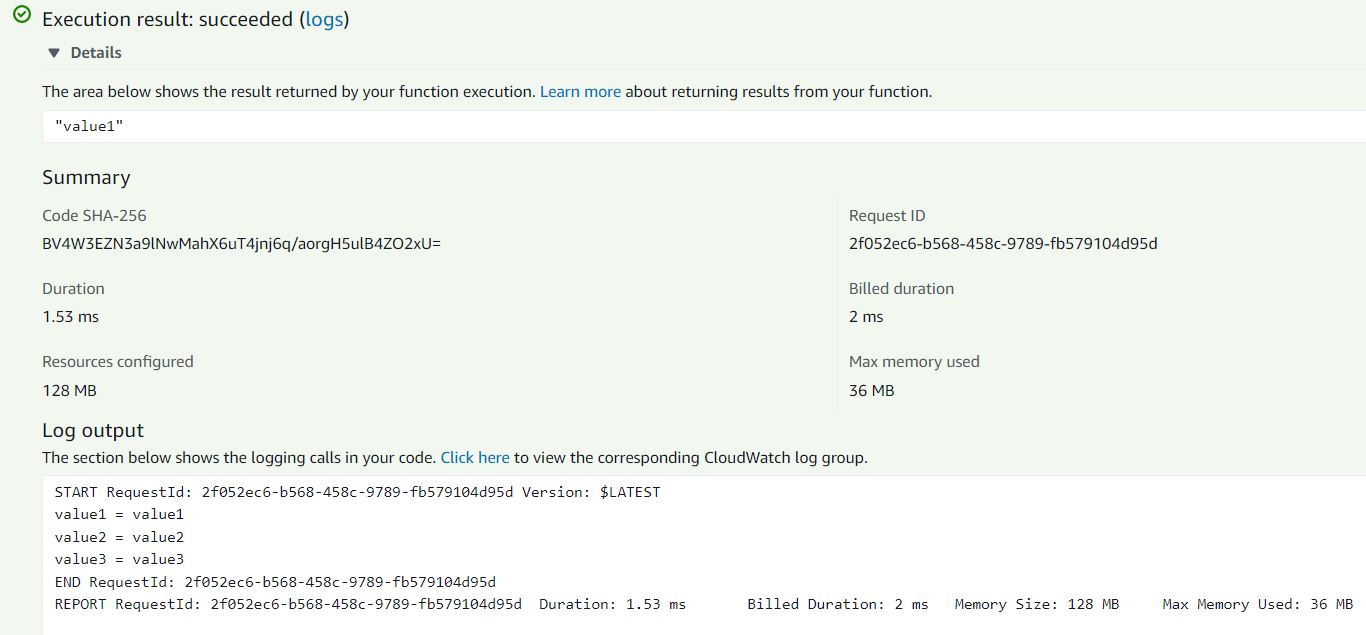 Execution result: succeeded (logs)
Details
The area below shows the result returned by your function execution. Learn more about returning results from your function.
"value1"
Summary
Code SHA-256
Request ID
BV4W3EZN3a9lNwMahX6uT4jnj6q/aorgH5ulB4ZO2xU=
2f052ec6-b568-458c-9789-fb579104d95d
Duration
Billed duration
1.53 ms
2 ms
Resources configured
Max memory used
128 MB
36 MB
Log output
The section below shows the logging calls in your code. Click here to view the corresponding CloudWatch log group.
START RequestId: 2f052ec6-b568-458c-9789-fb579104d95d Version: $LATEST
value1 = value1
value2 = value2
value3 = value3
END RequestId: 2f052ec6-b568-458c-9789-fb579104d95d
REPORT RequestId: 2f052ec6-b568-458c-9789-fb579104d95d Duration: 1.53 ms Billed Duration: 2 ms Memory Size: 128 MB Max Memory Used: 36 MB